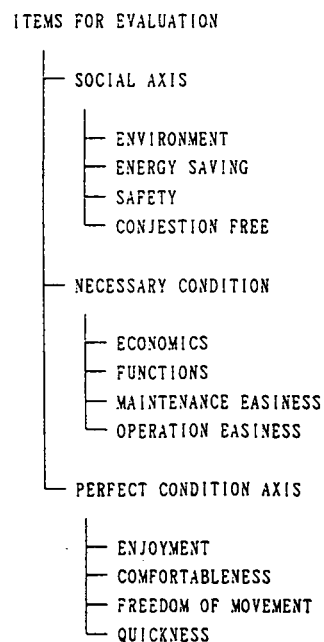 ITEMS FOR EVALUATION
SOCIAL AXIS
ENVIRONMENT
ENERGY SAVING
SAFETY
CONJESTION FREE
NECESSARY CONDITION
ECONOMICS
FUNCTIONS
MAINTENANCE EASINESS
OPERATION EASINESS
PERFECT CONDITION AXIS
ENJOYMENT
COMFORTABLENESS
FREEDOM OF MOVEMENT
QUICKNESS